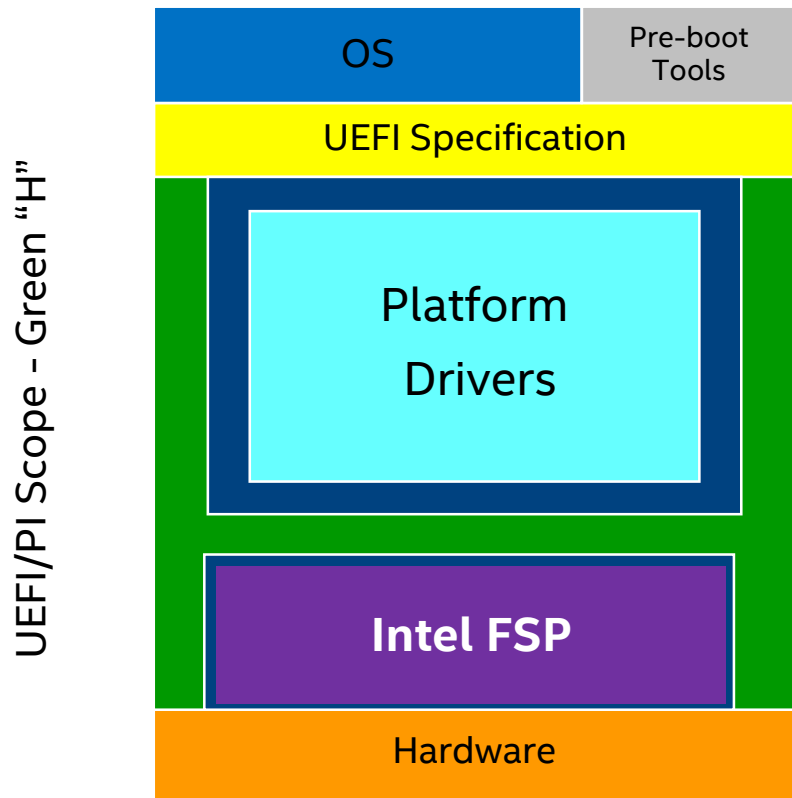 OS
Pre-boot
Tools
UEFI Specification
UEFI/PI Scope - Green “H”
Platform
Drivers
Intel FSP
Hardware